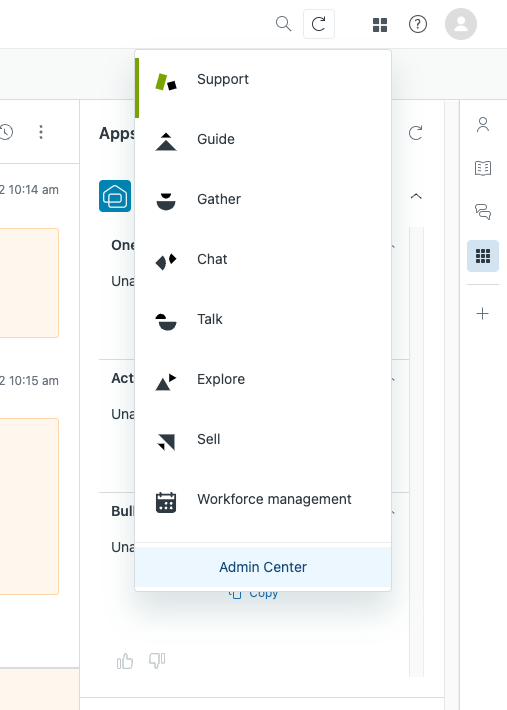 Support
2 10:14 am
Apps
Guide
Gather
One
Chat
Una
Talk
2 10:15 am
Act
Explore
Una
Sell
Bull
Workforce management
Una
Admin Center
Copy